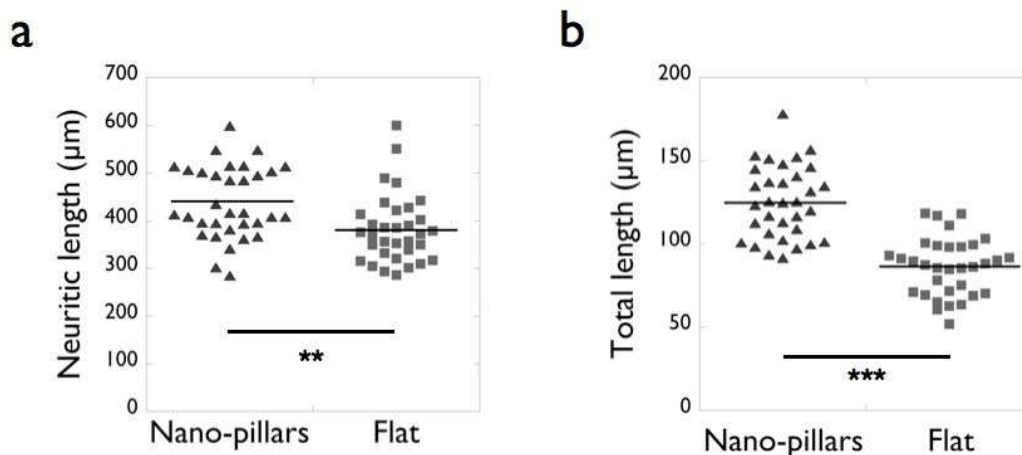 a
Neuritic length (µm)
700
600
500
400
300
200
100
0
**
Nano-pillars Flat
b
Total length (µm)
200
150
100
50
0
***
Nano-pillars Flat